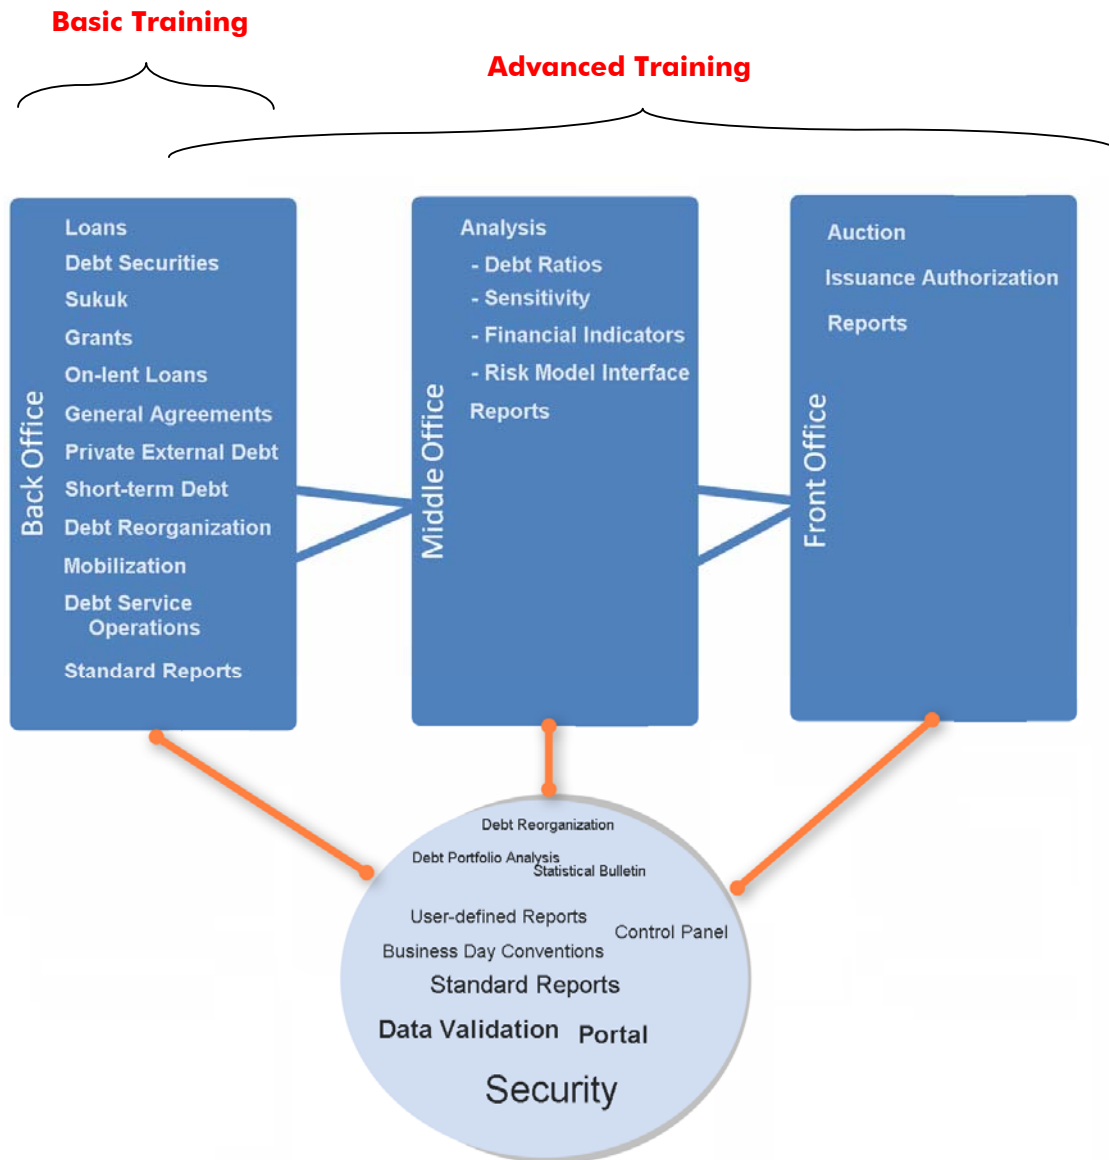 Basic Training
Advanced Training
Back Office
Loans
Debt Securities
Sukuk
Grants
On-lent Loans
General Agreements
Private External Debt
Short-term Debt
Debt Reorganization
Mobilization
Debt Service
Operations
Standard Reports
Middle Office
Analysis
- Debt Ratios
- Sensitivity
- Financial Indicators
- Risk Model Interface
Reports
Front Office
Auction
Issuance Authorization
Reports
Debt Reorganization
Debt Portfolio Analysis
Statistical Bulletin
User-defined Reports
Control Panel
Business Day Conventions
Standard Reports
Data Validation
Portal
Security